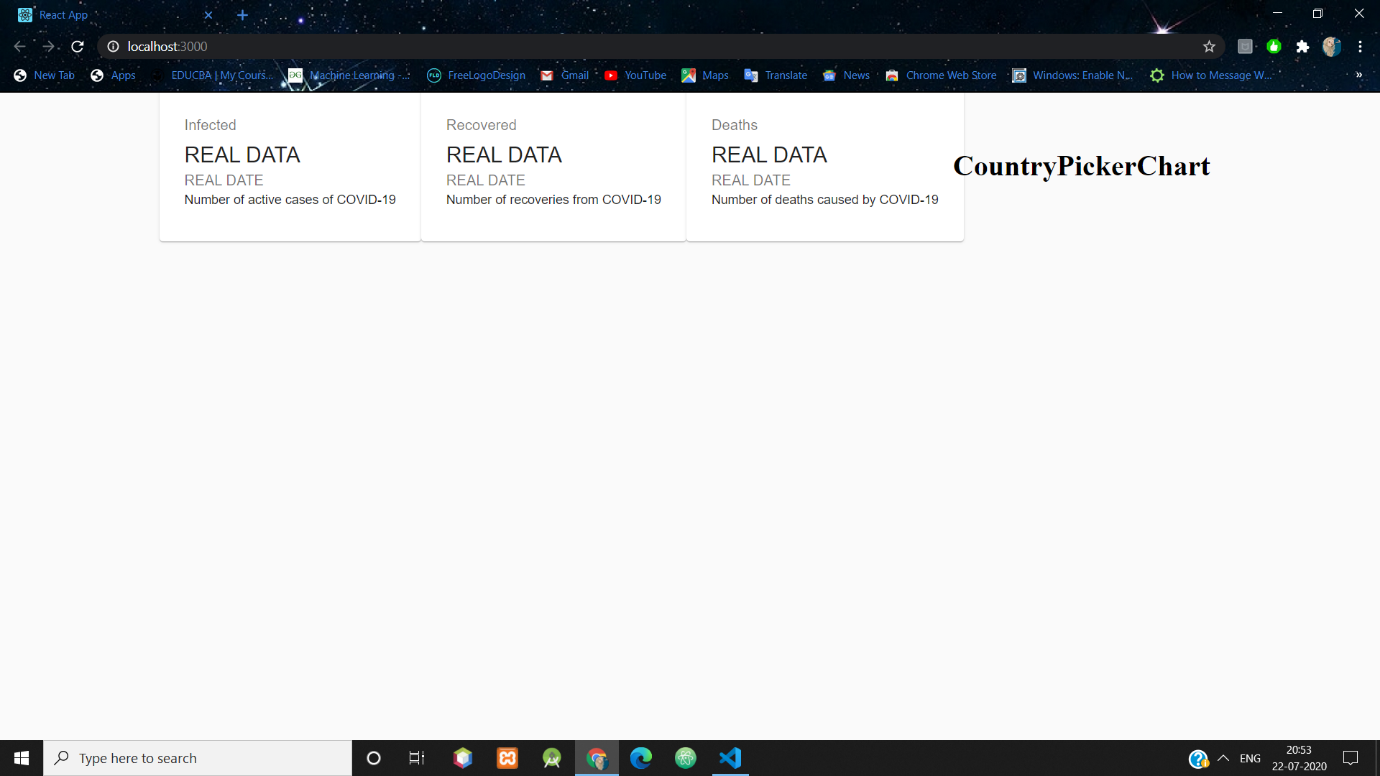 React App
localhost:3000
New Tab Apps EDUCBA | My Cours... Machine Learning -... FreeLogoDesign Gmail YouTube Maps Translate News Chrome Web Store Windows: Enable N... How to Message W... »
Infected Recovered Deaths
REAL DATA REAL DATA REAL DATA
CountryPickerChart
REAL DATE REAL DATE REAL DATE
Number of active cases of COVID-19 Number of recoveries from COVID-19 Number of deaths caused by COVID-19
Type here to search
ENG
20:53
22-07-2020